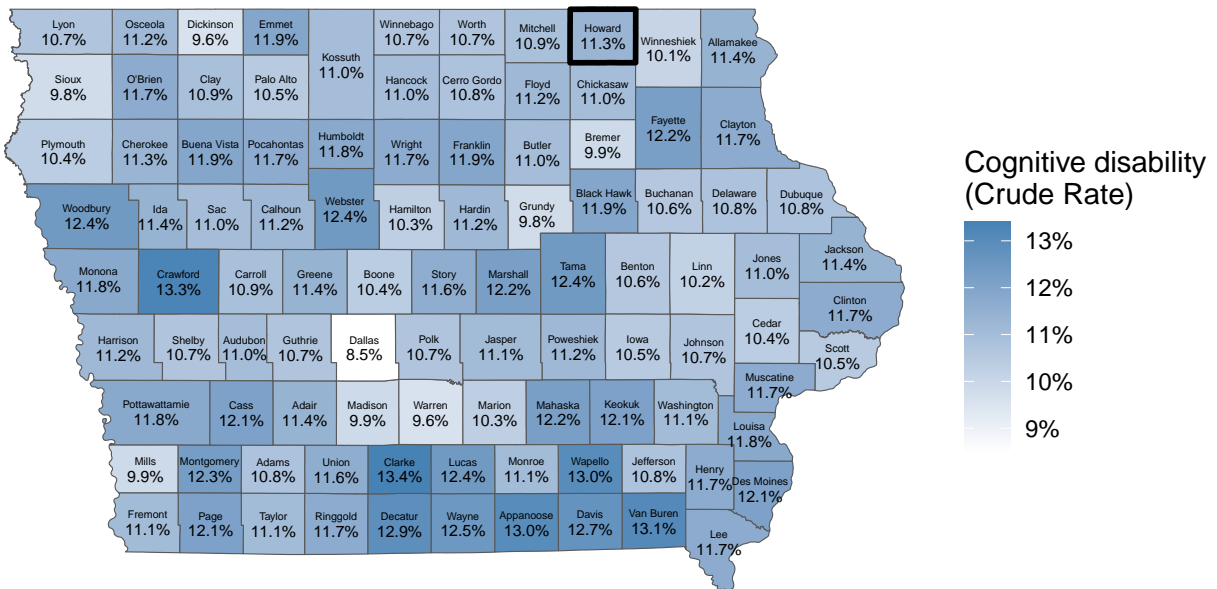 Lyon
10.7%
Osceola
11.2%
Dickinson
9.6%
Emmet
11.9%
Kossuth
11.0%
Winnebago
10.7%
Worth
10.7%
Mitchell
10.9%
Howard
11.3%
Winneshiek
10.1%
Allamakee
11.4%
Sioux
9.8%
O'Brien
11.7%
Clay
10.9%
Palo Alto
10.5%
Hancock
11.0%
Cerro Gordo
10.8%
Floyd
11.2%
Chickasaw
11.0%
Fayette
12.2%
Clayton
11.7%
Plymouth
10.4%
Cherokee
11.3%
Buena Vista
11.9%
Pocahontas
11.7%
Humboldt
11.8%
Wright
11.7%
Franklin
11.9%
Butler
11.0%
Bremer
9.9%
Woodbury
12.4%
Ida
11.4%
Sac
11.0%
Calhoun
11.2%
Webster
12.4%
Hamilton
10.3%
Hardin
11.2%
Grundy
9.8%
Black Hawk
11.9%
Buchanan
10.6%
Delaware
10.8%
Dubuque
10.8%
Monona
11.8%
Crawford
13.3%
Carroll
10.9%
Greene
11.4%
Boone
10.4%
Story
11.6%
Marshall
12.2%
Tama
12.4%
Benton
10.6%
Linn
10.2%
Jones
11.0%
Jackson
11.4%
Clinton
11.7%
Harrison
11.2%
Shelby
10.7%
Audubon
11.0%
Guthrie
10.7%
Dallas
8.5%
Polk
10.7%
Jasper
11.1%
Poweshiek
11.2%
Iowa
10.5%
Johnson
10.7%
Cedar
10.4%
Scott
10.5%
Muscatine
11.7%
Pottawattamie
11.8%
Cass
12.1%
Adair
11.4%
Madison
9.9%
Warren
9.6%
Marion
10.3%
Mahaska
12.2%
Keokuk
12.1%
Washington
11.1%
Louisa
11.8%
Mills
9.9%
Montgomery
12.3%
Adams
10.8%
Union
11.6%
Clarke
13.4%
Lucas
12.4%
Monroe
11.1%
Wapello
13.0%
Jefferson
10.8%
Henry
11.7%
Des Moines
12.1%
Fremont
11.1%
Page
12.1%
Taylor
11.1%
Ringgold
11.7%
Decatur
12.9%
Wayne
12.5%
Appanoose
13.0%
Davis
12.7%
Van Buren
13.1%
Lee
11.7%
Cognitive disability
(Crude Rate)
13%
12%
11%
10%
9%